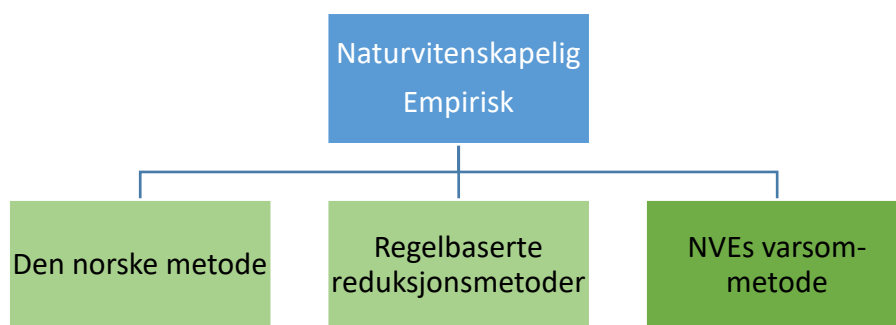 Naturvitenskapelig
Empirisk
Den norske metode
Regelbaserte
reduksjonsmetoder
NVEs varsom-
metode